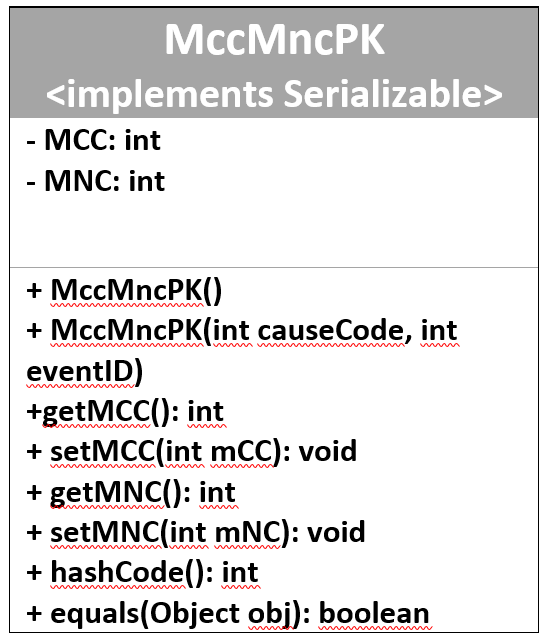 MccMncPK
<implements Serializable>
- MCC: int
- MNC: int
+ MccMncPK()
+ MccMncPK(int causeCode, int
eventID)
+getMCC(): int
+ setMCC(int mCC): void
+ getMNC(): int
+ setMNC(int mNC): void
+ hashCode(): int
+ equals(Object obj): boolean